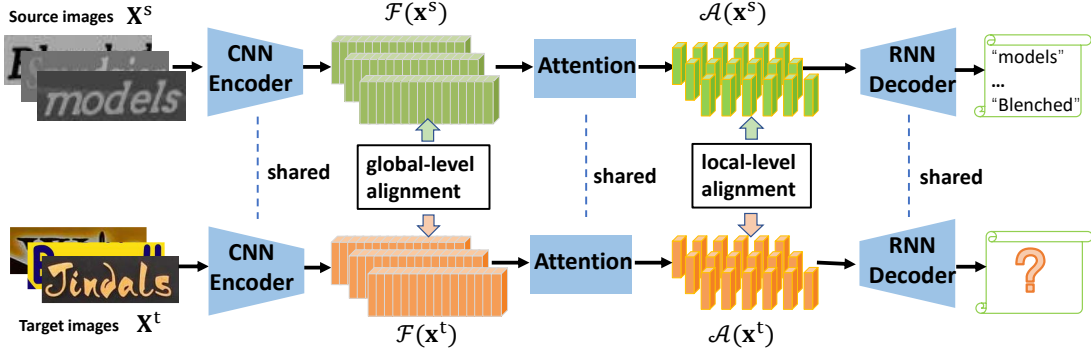 Source images X^s
F(x^s)
A(x^s)
models
CNN
Encoder
Attention
RNN
Decoder
“models”
...
“Blenched”
shared
global-level
alignment
shared
local-level
alignment
shared
Jindals
CNN
Encoder
Attention
RNN
Decoder
?
Target images X^t
F(x^t)
A(x^t)